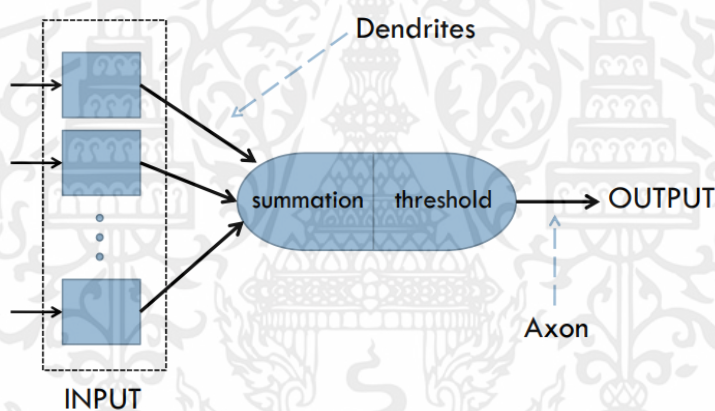 Dendrites
summation
threshold
OUTPUT
Axon
INPUT